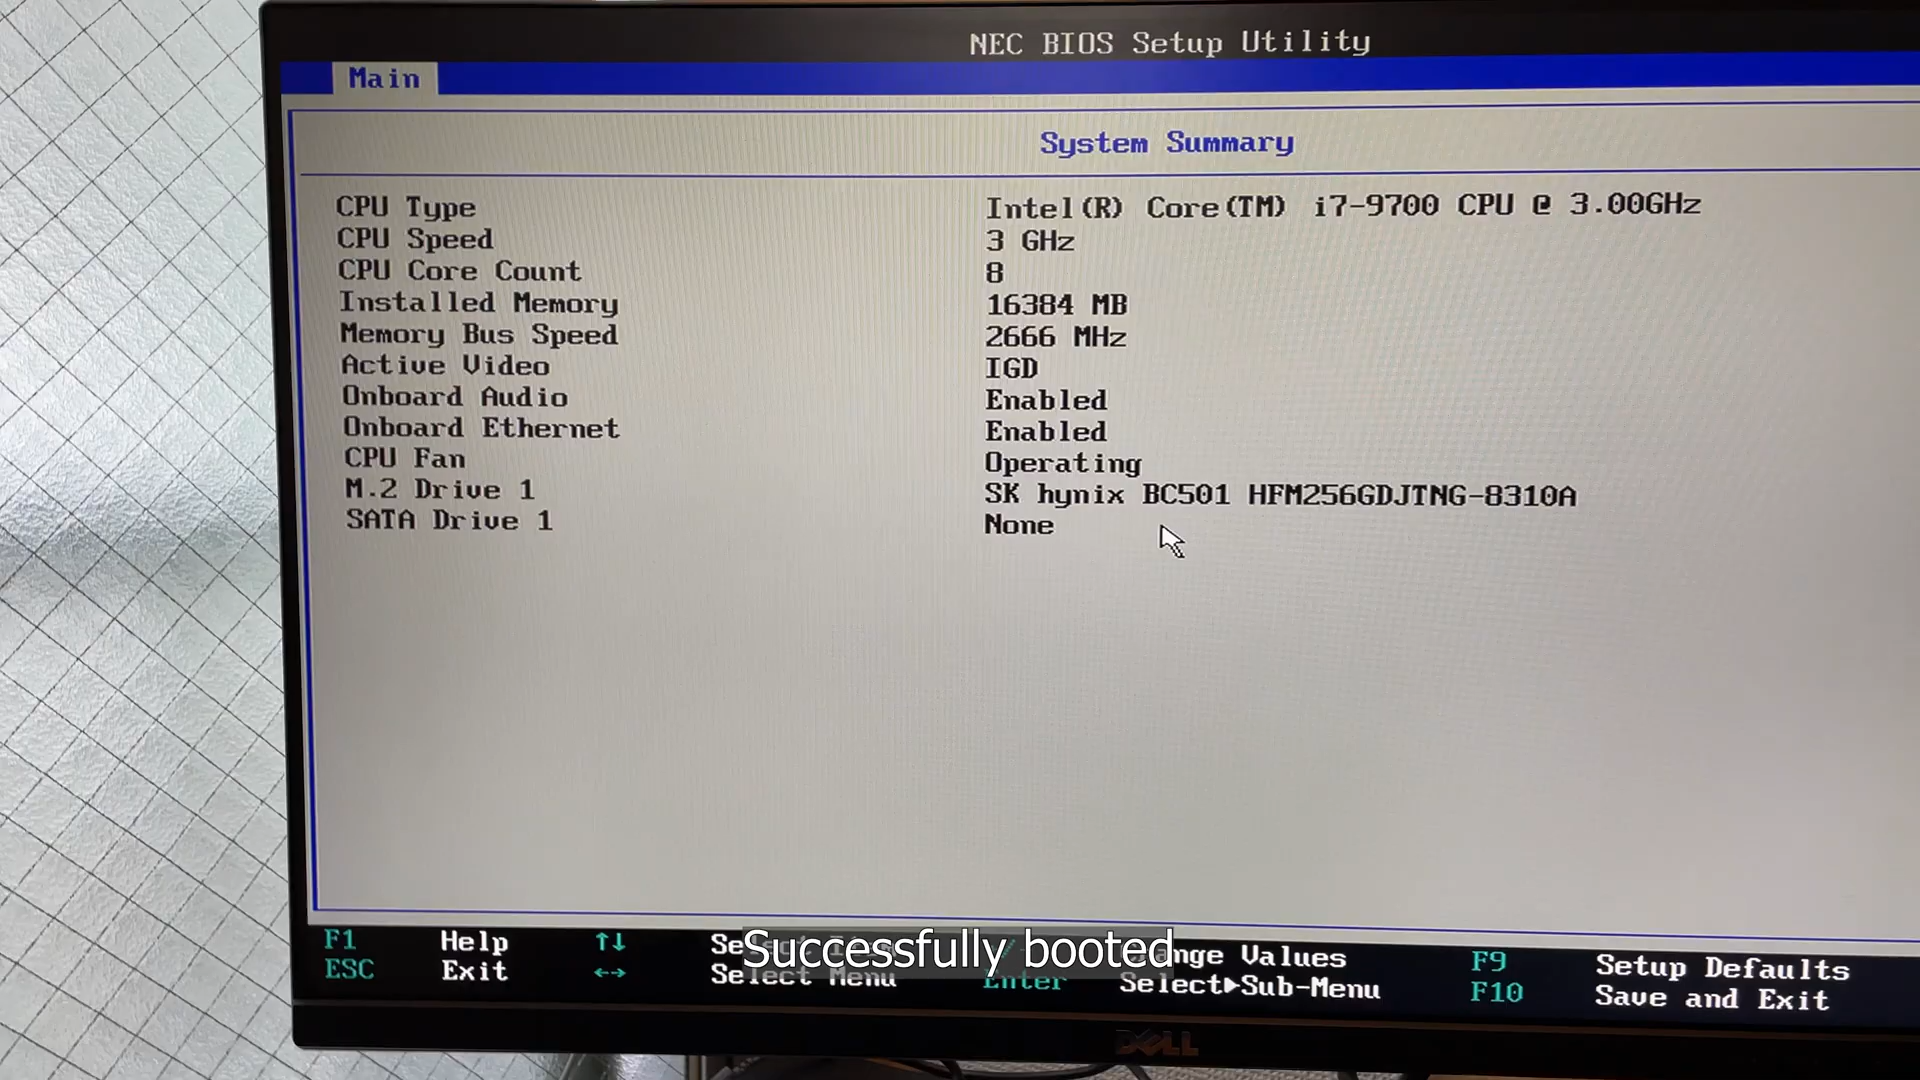 NEC BIOS Setup Utility
Main
System Summary
CPU Type Intel(R) Core(TM) i7-9700 CPU @ 3.00GHz
CPU Speed 3 GHz
CPU Core Count 8
Installed Memory 16384 MB
Memory Bus Speed 2666 MHz
Active Video IGD
Onboard Audio Enabled
Onboard Ethernet Enabled
CPU Fan Operating
M.2 Drive 1 SK hynix BC501 HFM256GDJTNG-8310A
SATA Drive 1 None
F1 Help ↑↓ Values F9 Setup Defaults
ESC Exit ←→ Select Menu Enter Select▶Sub-Menu F10 Save and Exit
Successfully booted
DELL